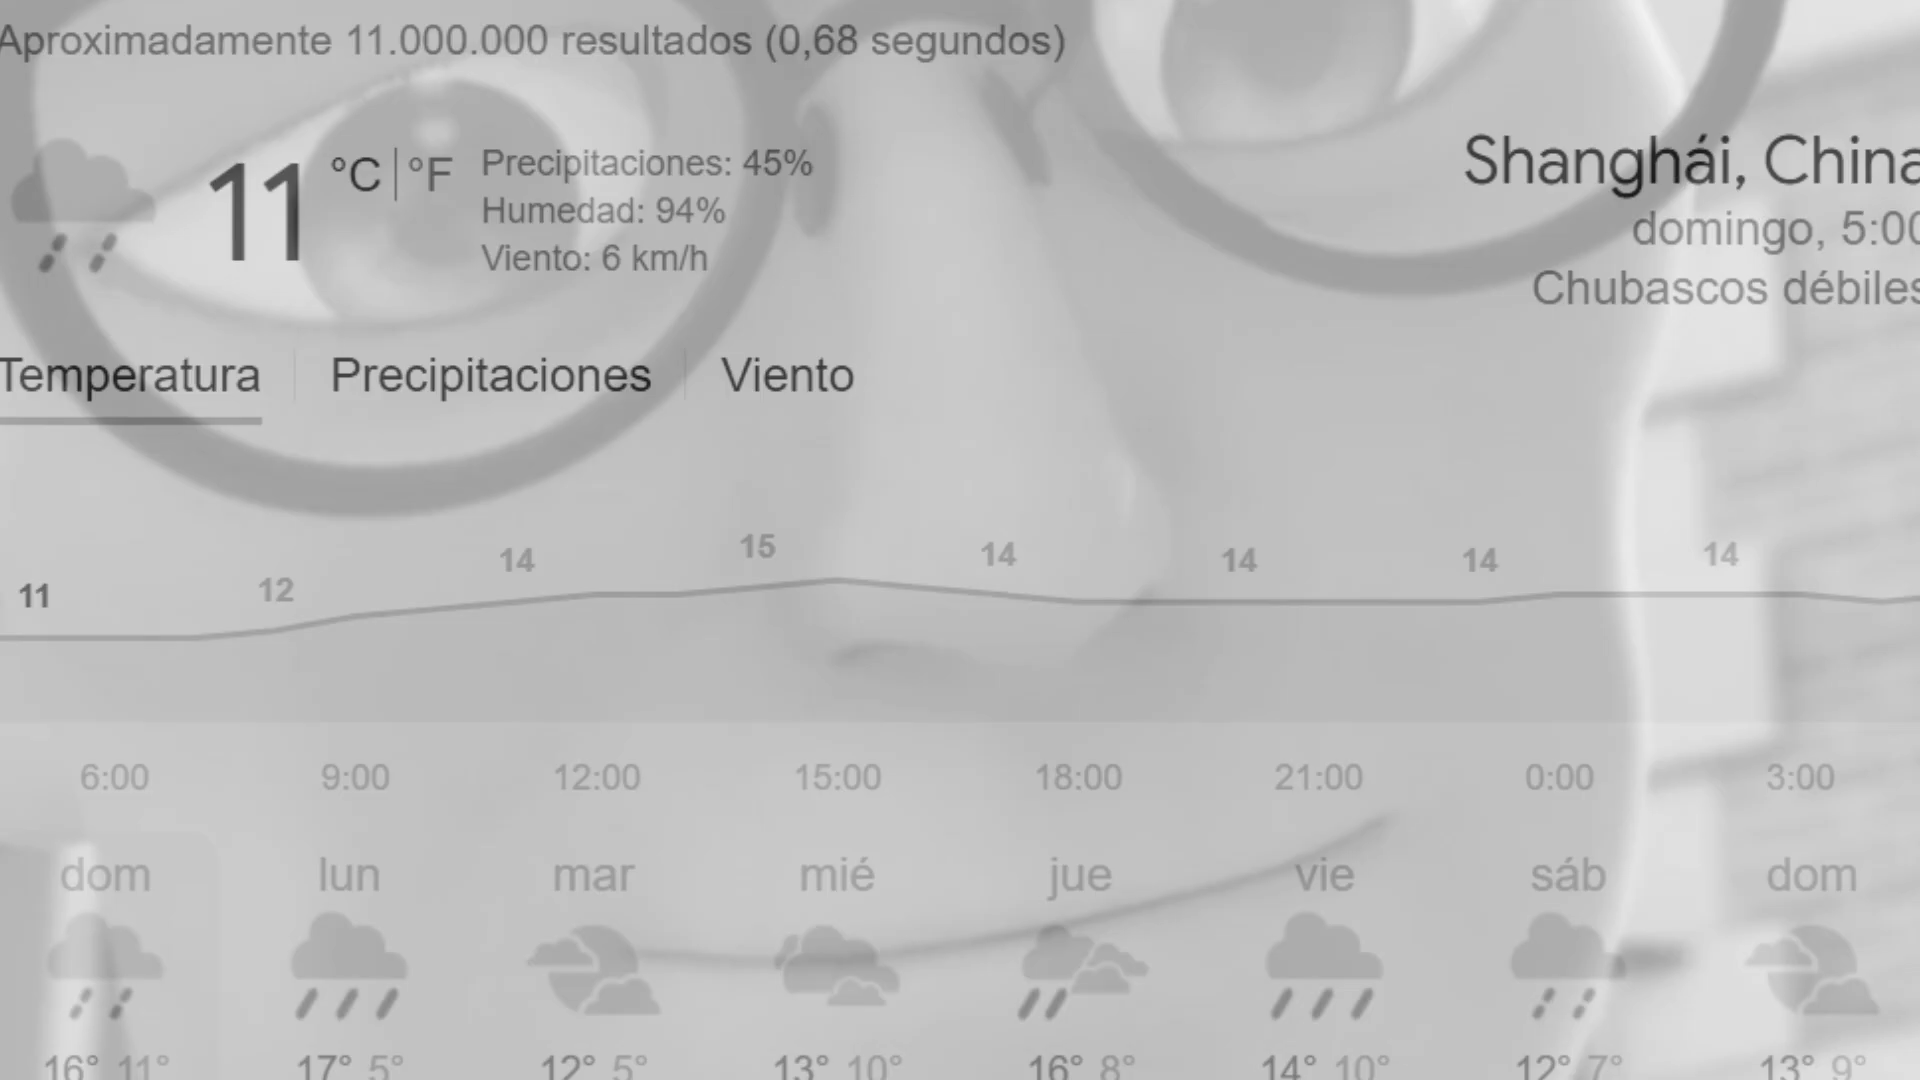 Aproximadamente 11.000.000 resultados (0,68 segundos)
11 °C | °F
Precipitaciones: 45%
Humedad: 94%
Viento: 6 km/h
Shanghái, China
domingo, 5:00
Chubascos débiles
Temperatura Precipitaciones Viento
11 12 14 15 14 14 14 14
6:00 9:00 12:00 15:00 18:00 21:00 0:00 3:00
dom lun mar mié jue vie sáb dom
16° 11° 17° 5° 12° 5° 13° 10° 16° 8° 14° 10° 12° 7° 13° 9°